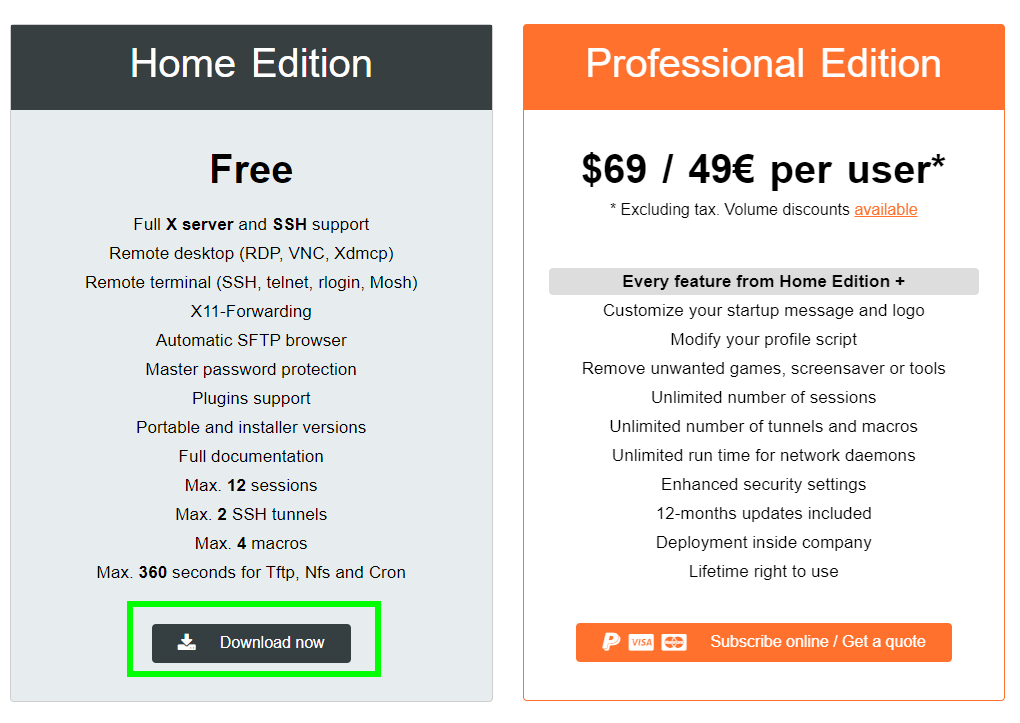 Home Edition
Free
Full X server and SSH support
Remote desktop (RDP, VNC, Xdmcp)
Remote terminal (SSH, telnet, rlogin, Mosh)
X11-Forwarding
Automatic SFTP browser
Master password protection
Plugins support
Portable and installer versions
Full documentation
Max. 12 sessions
Max. 2 SSH tunnels
Max. 4 macros
Max. 360 seconds for Tftp, Nfs and Cron
Download now
Professional Edition
$69 / 49€ per user*
* Excluding tax. Volume discounts available
Every feature from Home Edition +
Customize your startup message and logo
Modify your profile script
Remove unwanted games, screensaver or tools
Unlimited number of sessions
Unlimited number of tunnels and macros
Unlimited run time for network daemons
Enhanced security settings
12-months updates included
Deployment inside company
Lifetime right to use
VISA Subscribe online / Get a quote